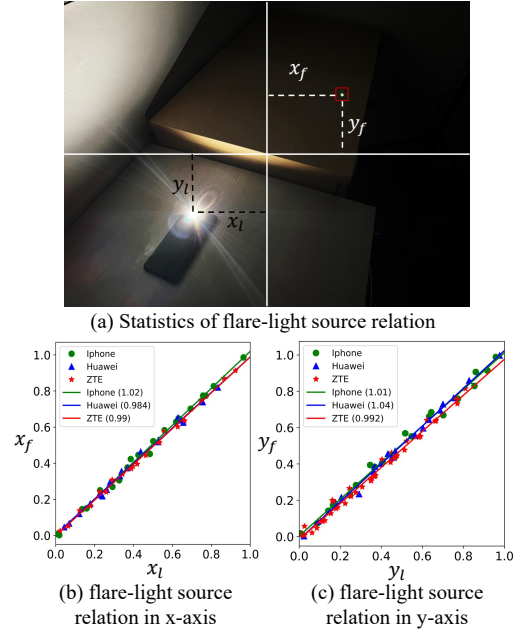 x_f
y_f
y_l
x_l
(a) Statistics of flare-light source relation
Iphone
Huawei
ZTE
Iphone (1.02)
Huawei (0.984)
ZTE (0.99)
1.0
0.8
0.6
0.4
0.2
0.0
x_f
0.0 0.2 0.4 0.6 0.8 1.0
x_l
Iphone
Huawei
ZTE
Iphone (1.01)
Huawei (1.04)
ZTE (0.992)
1.0
0.8
0.6
0.4
0.2
0.0
y_f
0.0 0.2 0.4 0.6 0.8 1.0
y_l
(b) flare-light source
relation in x-axis
(c) flare-light source
relation in y-axis